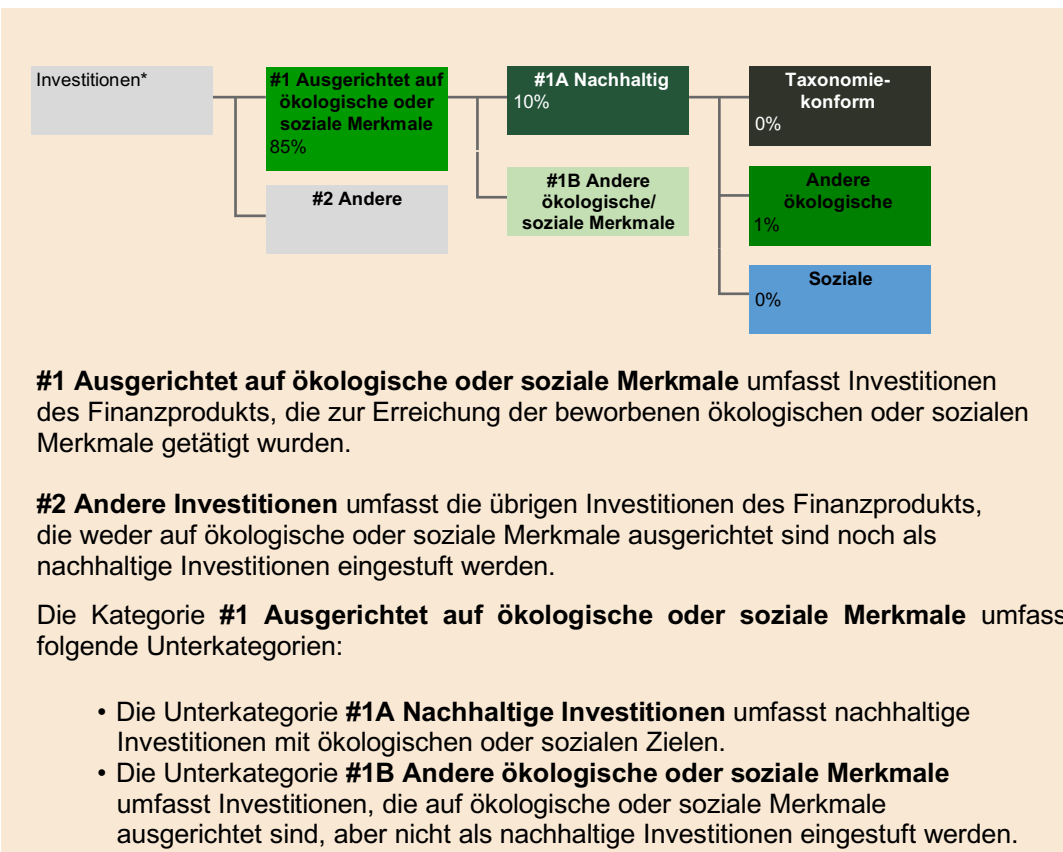 Investitionen*
#1 Ausgerichtet auf
ökologische oder
soziale Merkmale
85%
#2 Andere
#1A Nachhaltig
10%
#1B Andere
ökologische/
soziale Merkmale
Taxonomie-
konform
0%
Andere
ökologische
1%
Soziale
0%
#1 Ausgerichtet auf ökologische oder soziale Merkmale umfasst Investitionen
des Finanzprodukts, die zur Erreichung der beworbenen ökologischen oder sozialen
Merkmale getätigt wurden.
#2 Andere Investitionen umfasst die übrigen Investitionen des Finanzprodukts,
die weder auf ökologische oder soziale Merkmale ausgerichtet sind noch als
nachhaltige Investitionen eingestuft werden.
Die Kategorie #1 Ausgerichtet auf ökologische oder soziale Merkmale umfass
folgende Unterkategorien:
• Die Unterkategorie #1A Nachhaltige Investitionen umfasst nachhaltige
Investitionen mit ökologischen oder sozialen Zielen.
• Die Unterkategorie #1B Andere ökologische oder soziale Merkmale
umfasst Investitionen, die auf ökologische oder soziale Merkmale
ausgerichtet sind, aber nicht als nachhaltige Investitionen eingestuft werden.